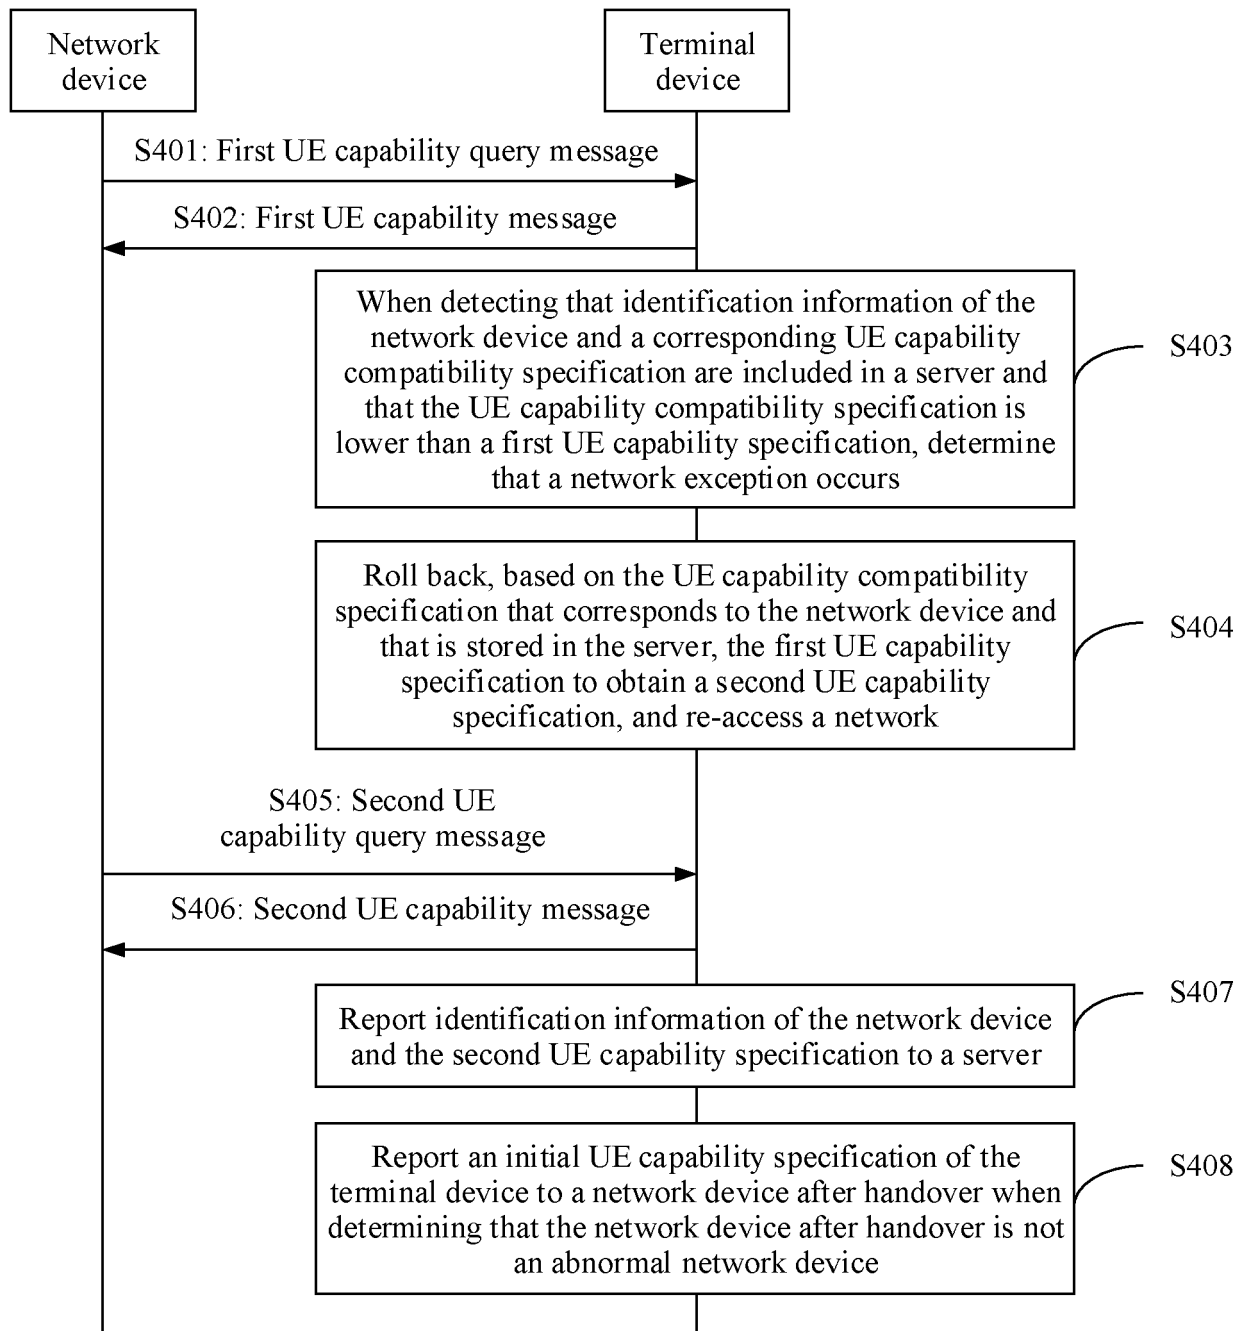 Network
device
Terminal
device
S401: First UE capability query message
S402: First UE capability message
When detecting that identification information of the
network device and a corresponding UE capability
compatibility specification are included in a server and
that the UE capability compatibility specification is
lower than a first UE capability specification, determine
that a network exception occurs
S403
Roll back, based on the UE capability compatibility
specification that corresponds to the network device and
that is stored in the server, the first UE capability
specification to obtain a second UE capability
specification, and re-access a network
S404
S405: Second UE
capability query message
S406: Second UE capability message
Report identification information of the network device
and the second UE capability specification to a server
S407
Report an initial UE capability specification of the
terminal device to a network device after handover when
determining that the network device after handover is not
an abnormal network device
S408